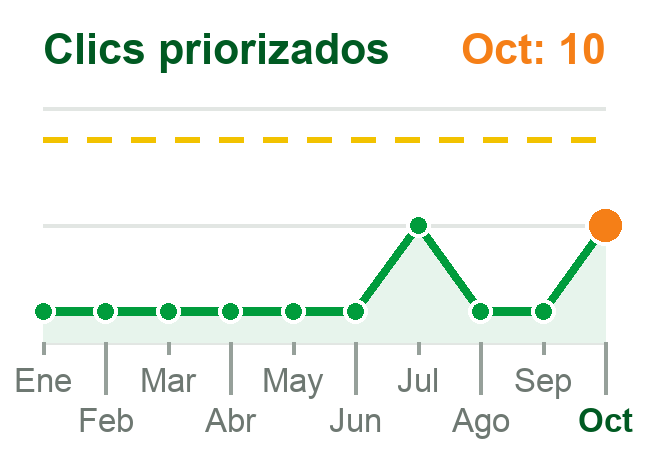 Clics priorizados
Oct: 10
Ene
Feb
Mar
Abr
May
Jun
Jul
Ago
Sep
Oct